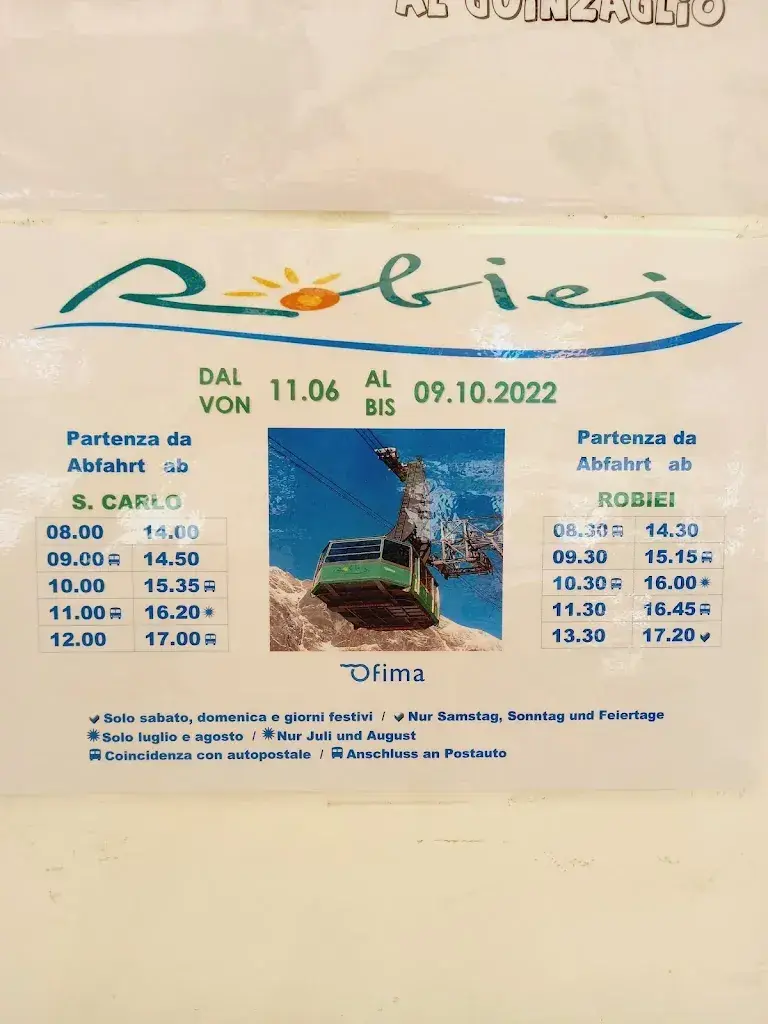 AL GUINZAGLIO
Robiei
DAL 11.06 AL 09.10.2022
VON BIS
Partenza da
Abfahrt ab
S. CARLO
08.00 14.00
09.00 14.50
10.00 15.35
11.00 16.20
12.00 17.00
Partenza da
Abfahrt ab
ROBIEI
08.30 14.30
09.30 15.15
10.30 16.00
11.30 16.45
13.30 17.20
Ofima
Solo sabato, domenica e giorni festivi / Nur Samstag, Sonntag und Feiertage
Solo luglio e agosto / Nur Juli und August
Coincidenza con autopostale / Anschluss an Postauto